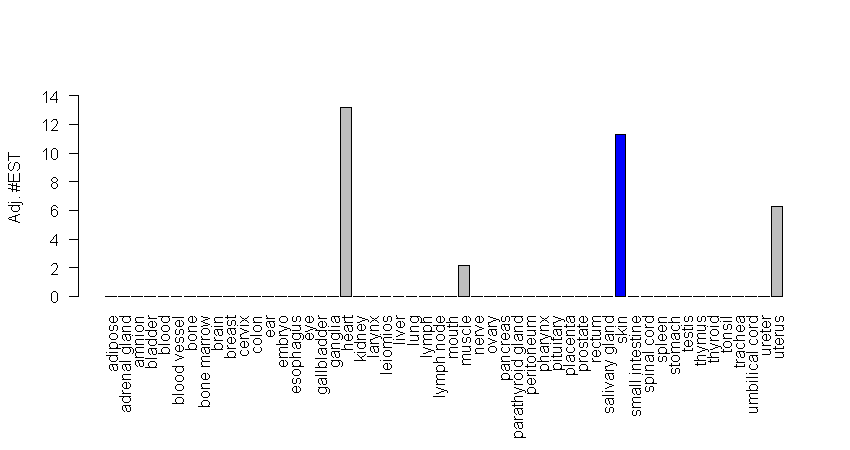 Adj. #EST
14
12
10
8
6
4
2
0
adipose
adrenal gland
amnion
bladder
blood
blood vessel
bone
bone marrow
brain
breast
cervix
colon
ear
embryo
esophagus
eye
gallbladder
ganglia
heart
kidney
larynx
leiomios
liver
lung
lymph
lymph node
mouth
muscle
nerve
ovary
pancreas
parathyroid gland
peritoneum
pharynx
pituitary
placenta
prostate
rectum
salivary gland
skin
small intestine
spinal cord
spleen
stomach
testis
thymus
thyroid
tonsil
trachea
umbilical cord
ureter
uterus